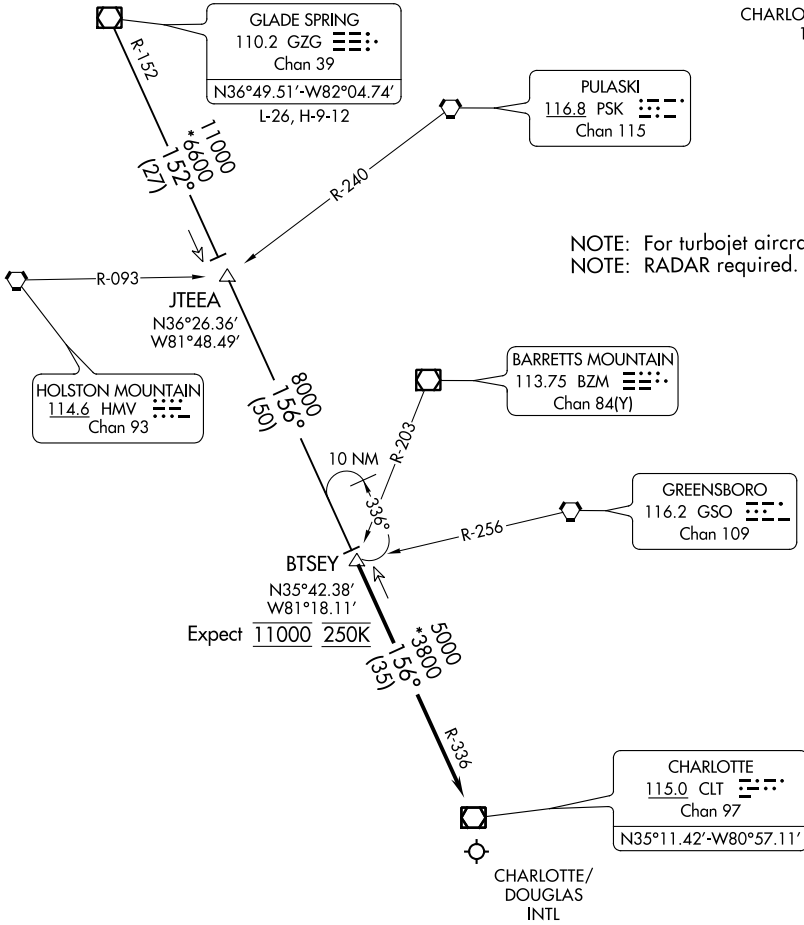 CHARLO
1
GLADE SPRING
110.2 GZG
Chan 39
N36°49.51'-W82°04.74'
L-26, H-9-12
R-152
PULASKI
116.8 PSK
Chan 115
11000
*6600
152°
(27)
R-240
NOTE: For turbojet aircra
NOTE: RADAR required.
R-093
JTEEA
N36°26.36'
W81°48.49'
HOLSTON MOUNTAIN
114.6 HMV
Chan 93
BARRETTS MOUNTAIN
113.75 BZM
Chan 84(Y)
8000
156°
(50)
R-203
10 NM
336°
GREENSBORO
116.2 GSO
Chan 109
R-256
BTSEY
N35°42.38'
W81°18.11'
Expect 11000 250K
5000
*3800
156°
(35)
R-336
CHARLOTTE
115.0 CLT
Chan 97
N35°11.42'-W80°57.11'
CHARLOTTE/
DOUGLAS
INTL